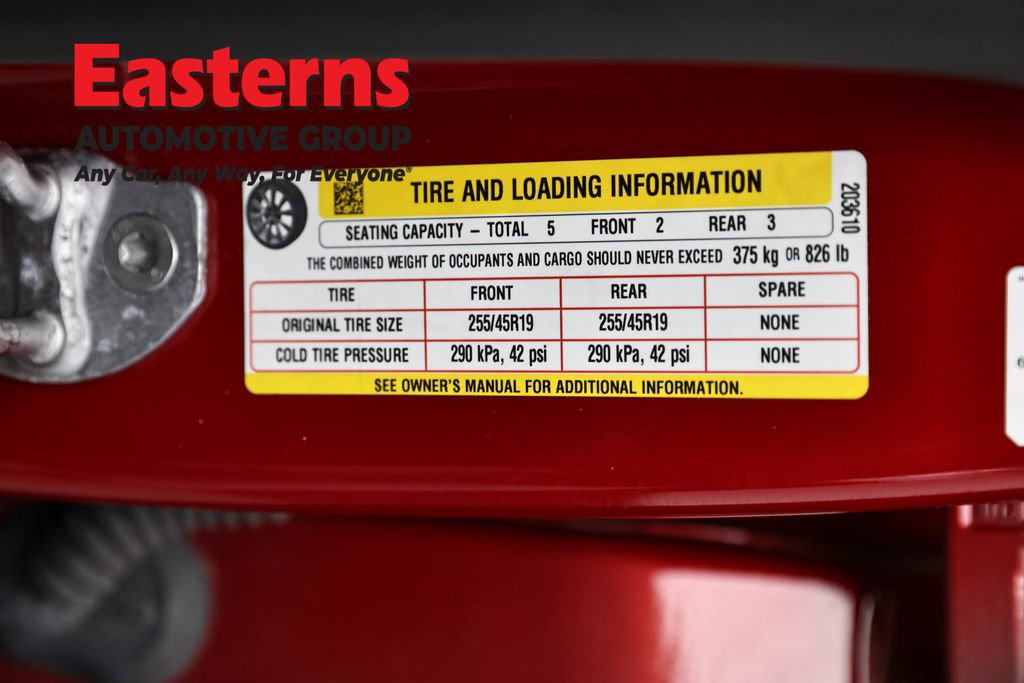 Easterns
AUTOMOTIVE GROUP
Any Car, Any Way, For Everyone®
TIRE AND LOADING INFORMATION
203610
SEATING CAPACITY – TOTAL 5 FRONT 2 REAR 3
THE COMBINED WEIGHT OF OCCUPANTS AND CARGO SHOULD NEVER EXCEED 375 kg OR 826 lb
TIRE FRONT REAR SPARE
ORIGINAL TIRE SIZE 255/45R19 255/45R19 NONE
COLD TIRE PRESSURE 290 kPa, 42 psi 290 kPa, 42 psi NONE
SEE OWNER'S MANUAL FOR ADDITIONAL INFORMATION.